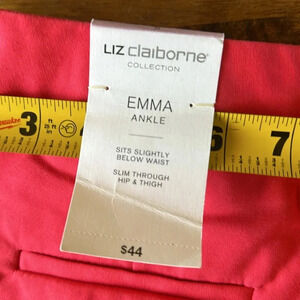 LIZ claiborne®
COLLECTION
EMMA
ANKLE
SITS SLIGHTLY
BELOW WAIST
SLIM THROUGH
HIP & THIGH
$44
3
6
7